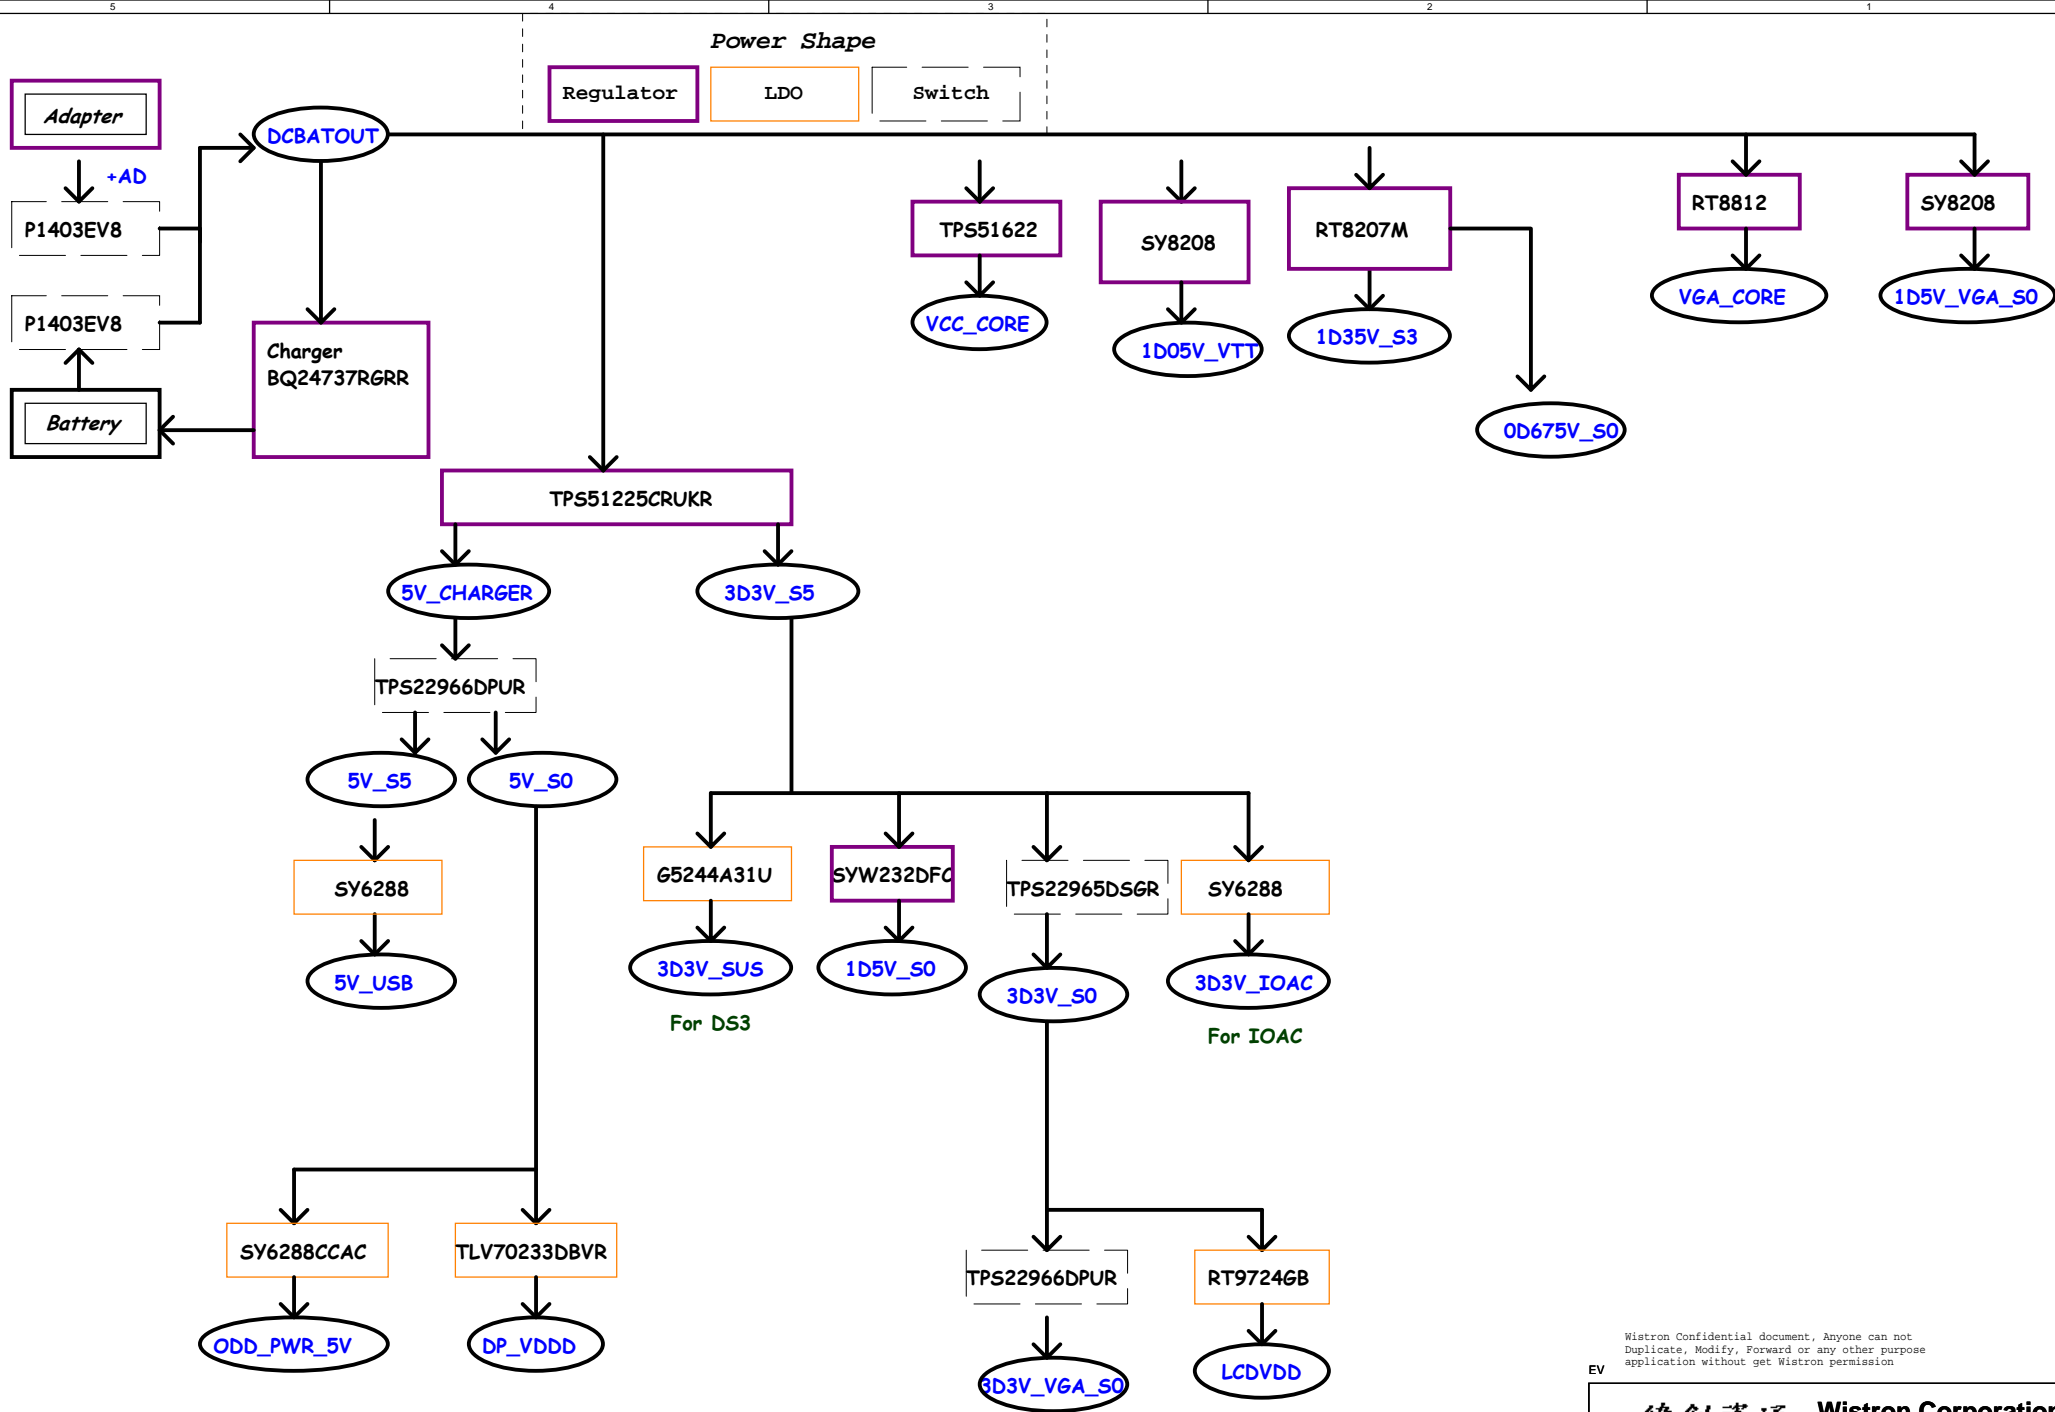 5 4 3 2 1
Power Shape
Regulator LDO Switch
Adapter
DCBATOUT
+AD
P1403EV8
TPS51622
SY8208
RT8207M
RT8812
SY8208
P1403EV8
VCC_CORE
1D05V_VTT
1D35V_S3
VGA_CORE
1D5V_VGA_S0
Charger
BQ24737RGRR
Battery
0D675V_S0
TPS51225CRUKR
5V_CHARGER
3D3V_S5
TPS22966DPUR
5V_S5
5V_S0
SY6288
G5244A31U
SYW232DFC
TPS22965DSGR
SY6288
5V_USB
3D3V_SUS
1D5V_S0
3D3V_S0
3D3V_IOAC
For DS3
For IOAC
SY6288CCAC
TLV70233DBVR
TPS22966DPUR
RT9724GB
ODD_PWR_5V
DP_VDDD
3D3V_VGA_S0
LCDVDD
Wistron Confidential document, Anyone can not
Duplicate, Modify, Forward or any other purpose
application without get Wistron permission
EV
Wistron Corporation